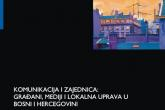 KOMUNIKACIJA I ZAJEDNICA:
GRAĐANI, MEDIJI I LOKALNA UPRAVA U
BOSNI I HERCEGOVINI